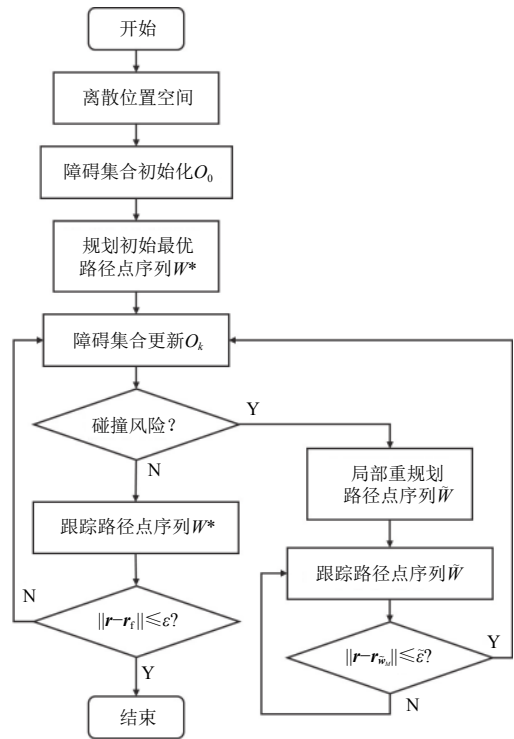 开始
离散位置空间
障碍集合初始化O₀
规划初始最优
路径点序列W*
障碍集合更新Oₖ
碰撞风险?
Y
N
局部重规划
路径点序列W̃
跟踪路径点序列W*
跟踪路径点序列W̃
N
||r−r_f||≤ε?
Y
||r−r_w̃_M||≤ε̃?
Y
N
结束